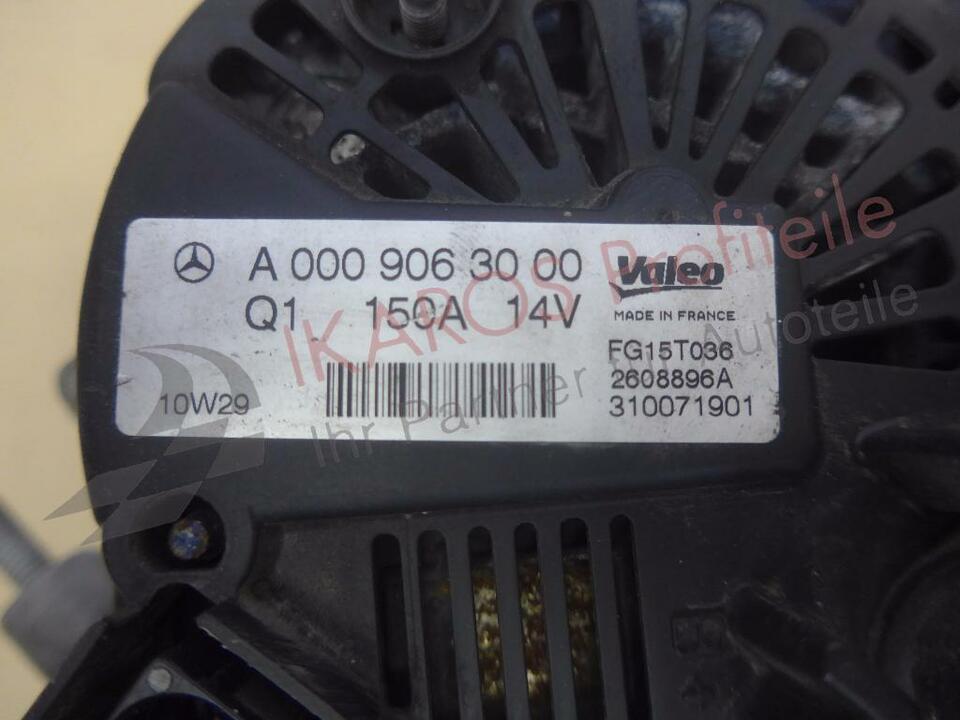 A 000 906 30 00
Q1 150A 14V
Valeo
MADE IN FRANCE
FG15T036
2608896A
310071901
10W29
IKAROS Profiteile
Ihr Partner für Autoteile
B+